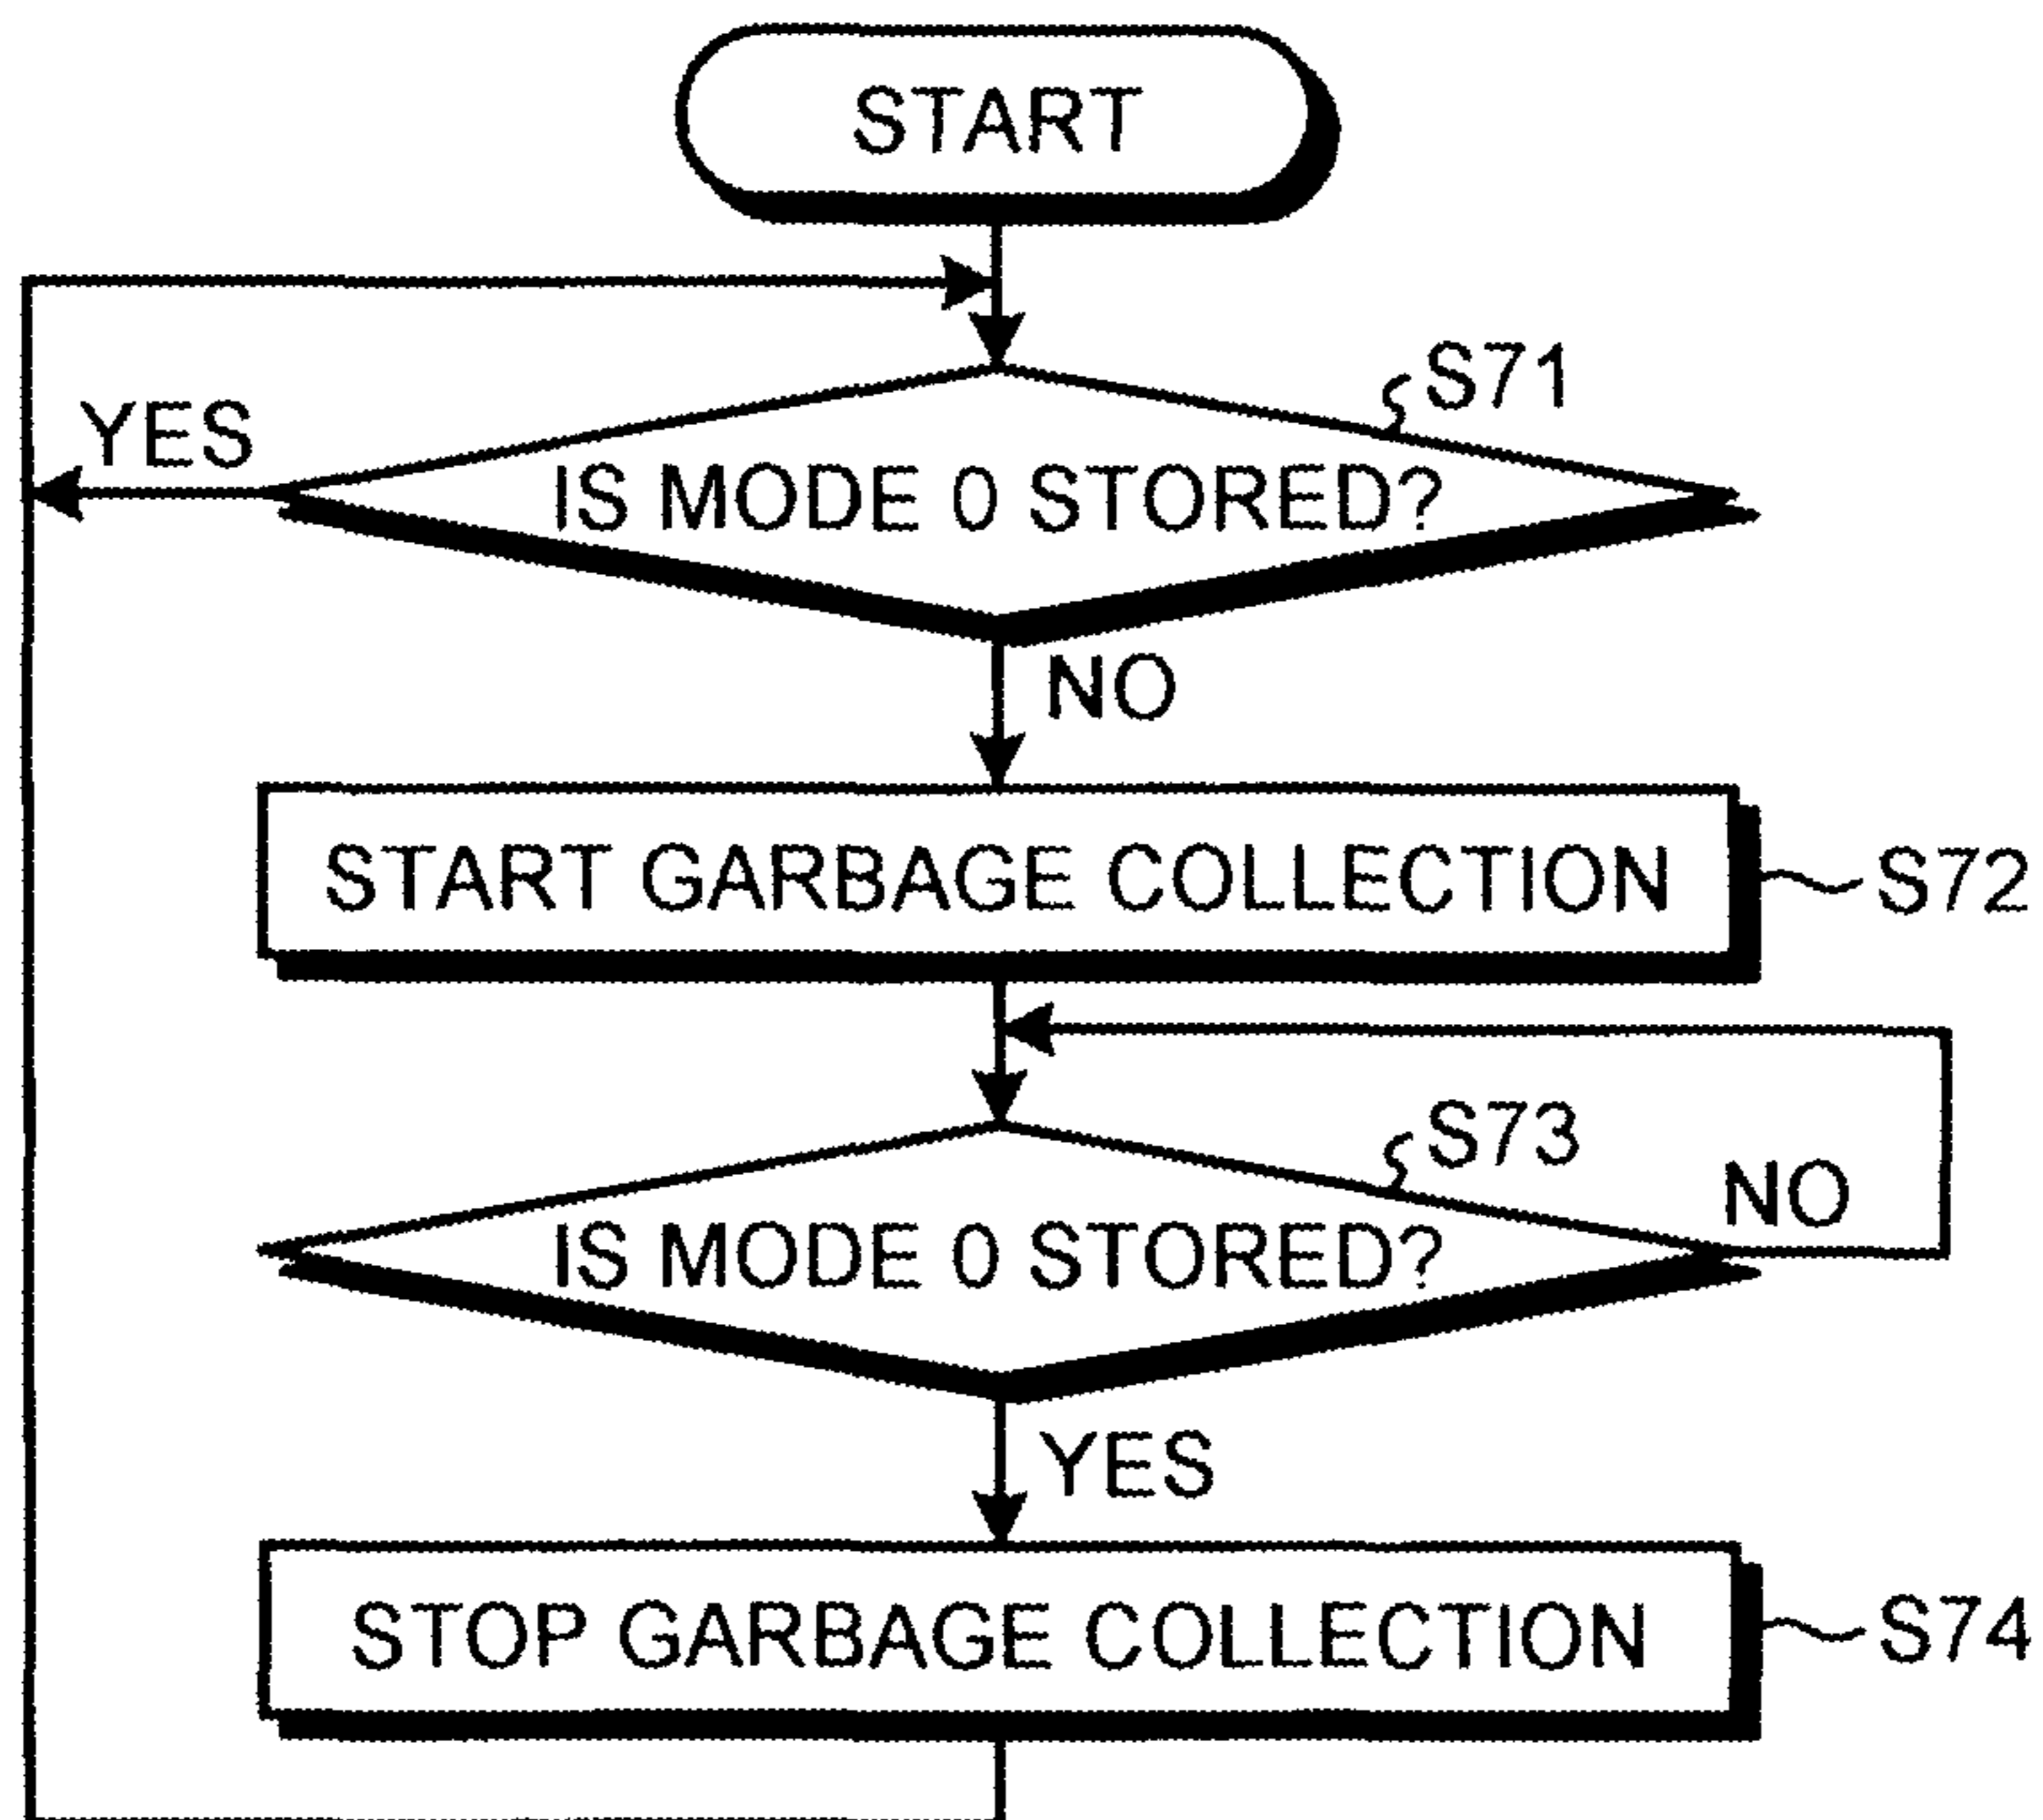 START
S71
YES
IS MODE 0 STORED?
NO
START GARBAGE COLLECTION
S72
S73
NO
IS MODE 0 STORED?
YES
STOP GARBAGE COLLECTION
S74